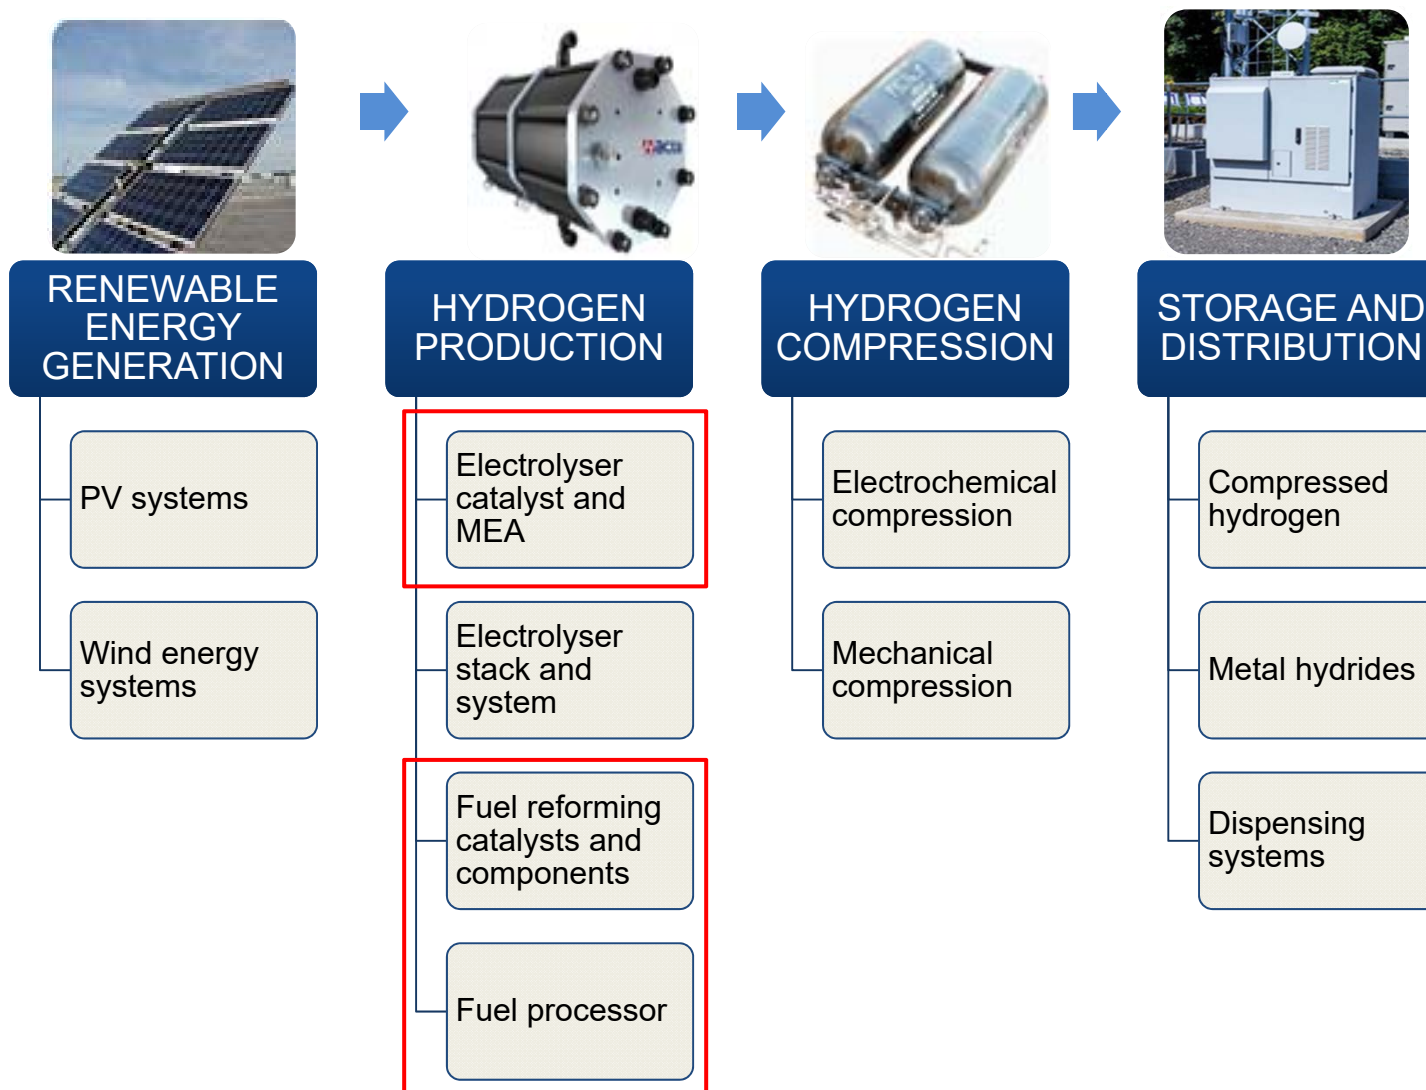 acta
RENEWABLE
ENERGY
GENERATION
PV systems
Wind energy
systems
HYDROGEN
PRODUCTION
Electrolyser
catalyst and
MEA
Electrolyser
stack and
system
Fuel reforming
catalysts and
components
Fuel processor
HYDROGEN
COMPRESSION
Electrochemical
compression
Mechanical
compression
STORAGE AND
DISTRIBUTION
Compressed
hydrogen
Metal hydrides
Dispensing
systems